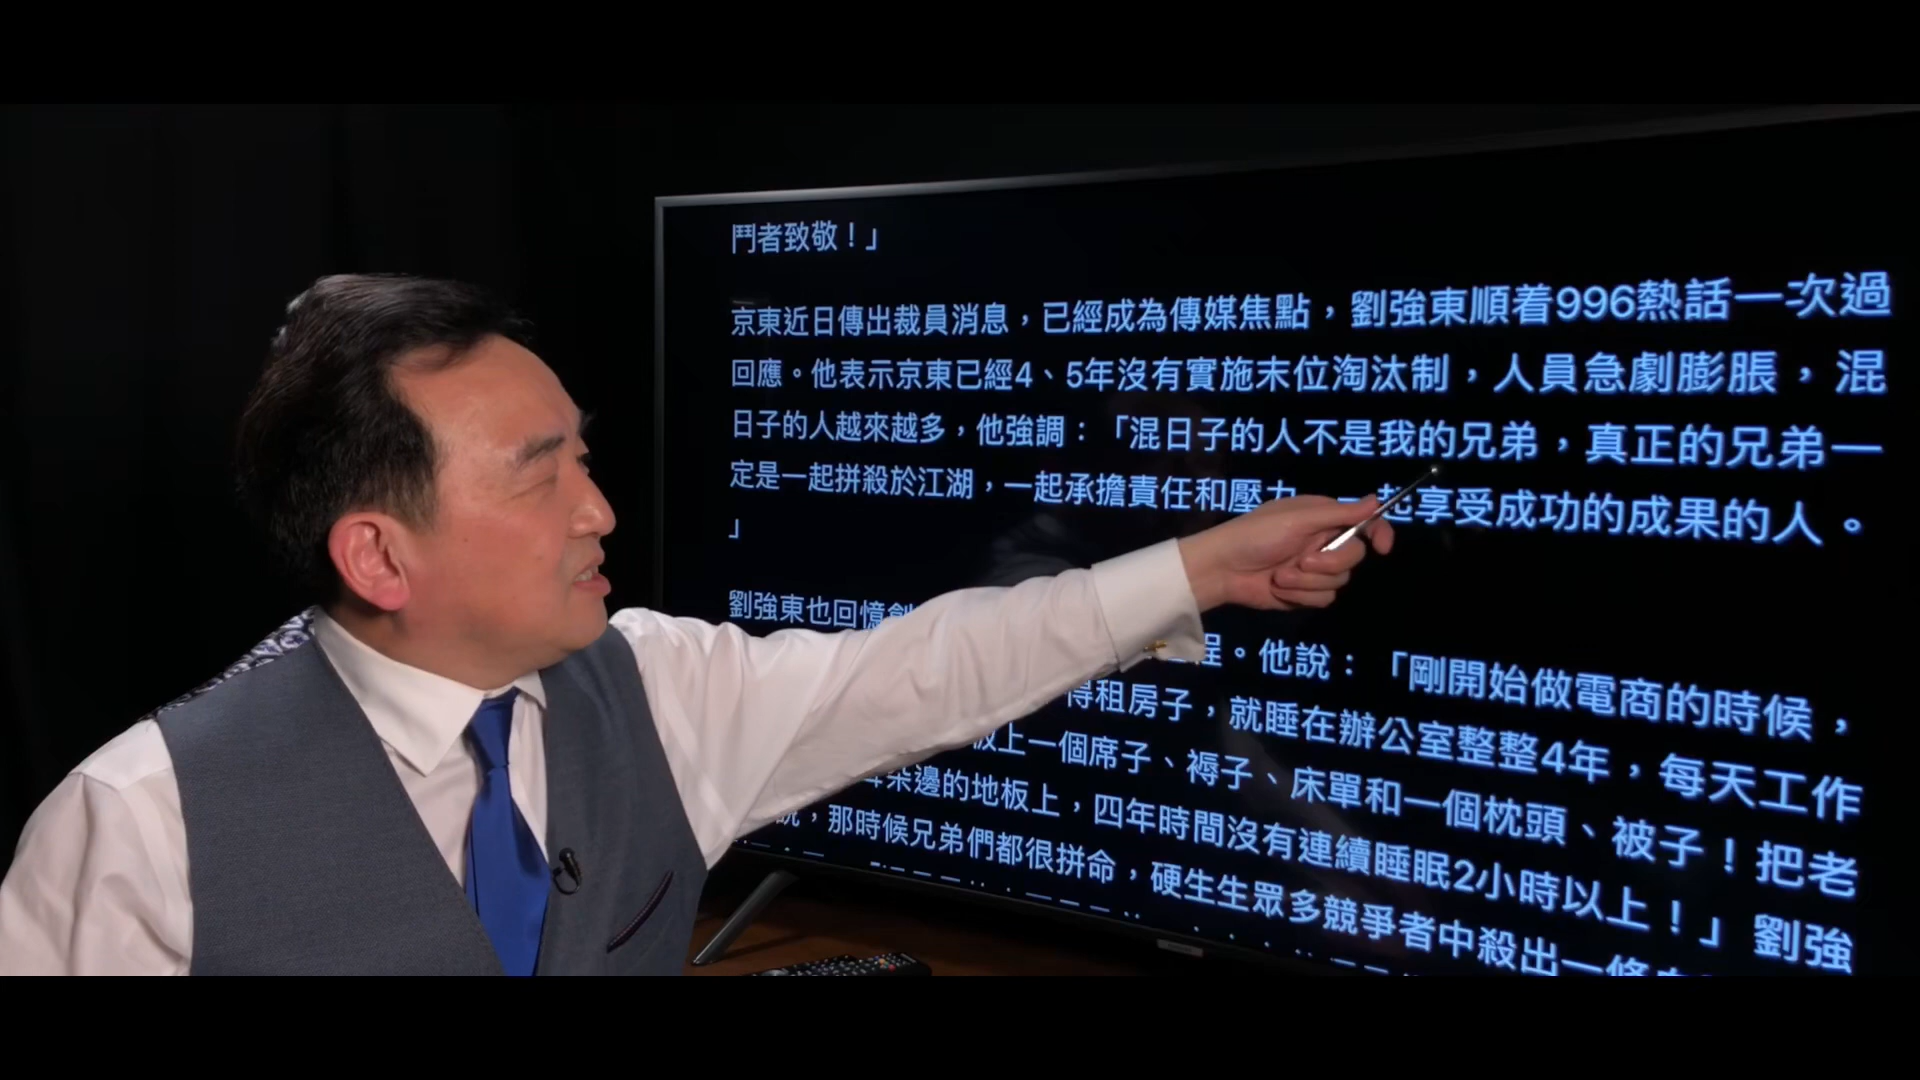 鬥者致敬！」
京東近日傳出裁員消息，已經成為傳媒焦點，劉強東順着996熱話一次過
回應。他表示京東已經4、5年沒有實施末位淘汰制，人員急劇膨脹，混
日子的人越來越多，他強調：「混日子的人不是我的兄弟，真正的兄弟一
定是一起拼殺於江湖，一起承擔責任和壓力，一起享受成功的成果的人。
」
劉強東也回憶創 程。他說：「剛開始做電商的時候，
得租房子，就睡在辦公室整整4年，每天工作
板上一個席子、褥子、床單和一個枕頭、被子！把老
邊的地板上，四年時間沒有連續睡眠2小時以上！」劉強
說，那時候兄弟們都很拼命，硬生生眾多競爭者中殺出一條